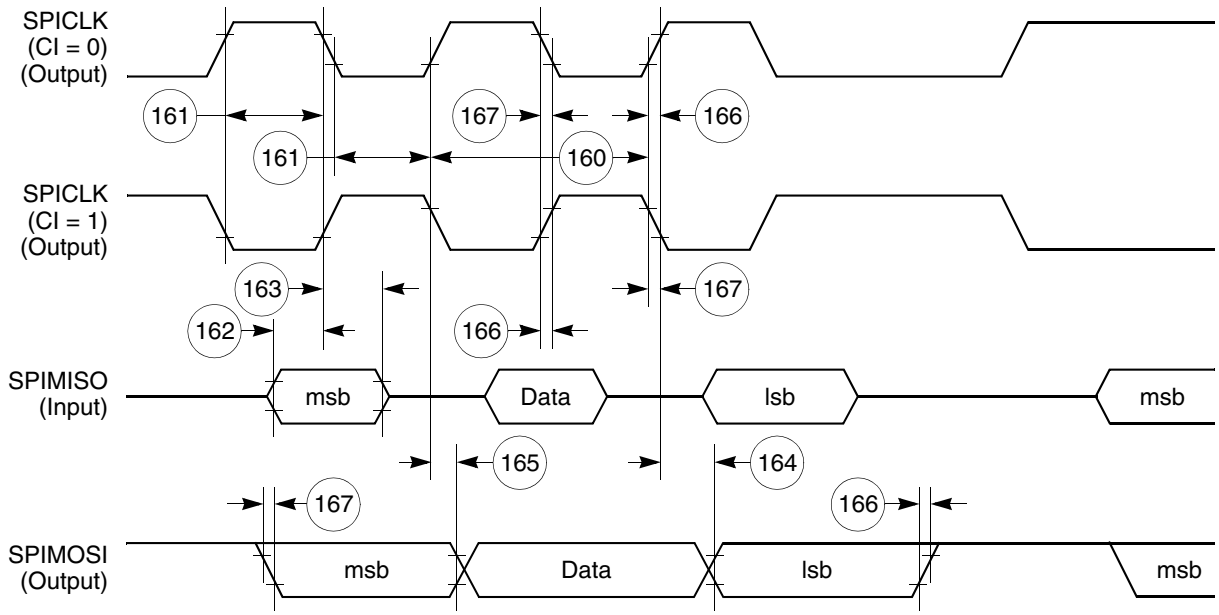 SPICLK
(CI = 0)
(Output)
161
167
166
161
160
SPICLK
(CI = 1)
(Output)
163
167
162
166
SPIMISO
(Input)
msb
Data
lsb
msb
165
164
167
166
SPIMOSI
(Output)
msb
Data
lsb
msb